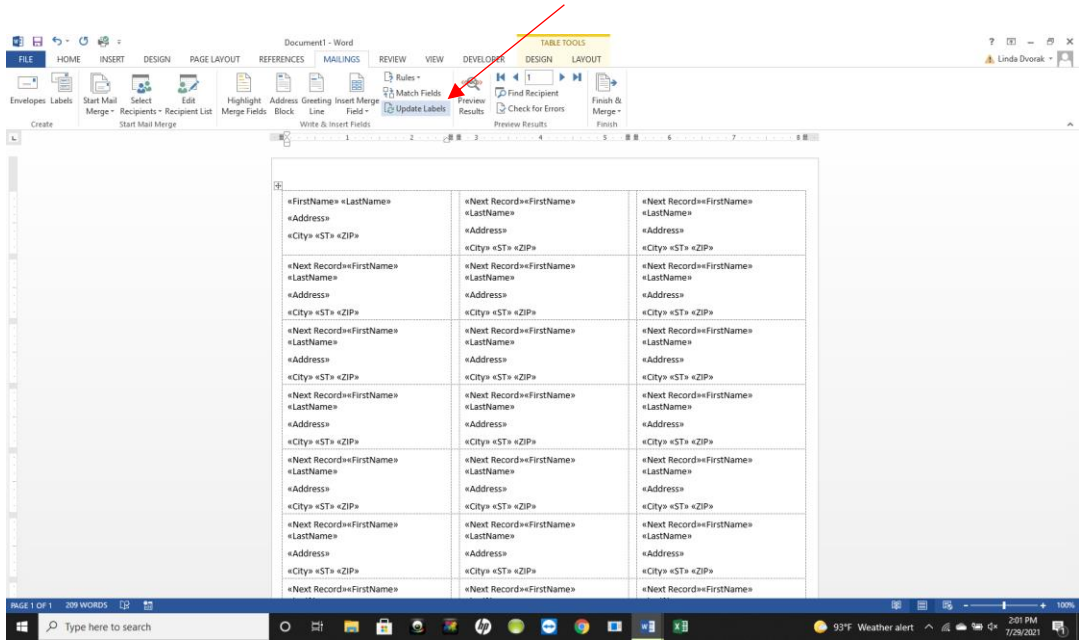 Document1 - Word
TABLE TOOLS
FILE HOME INSERT DESIGN PAGE LAYOUT REFERENCES MAILINGS REVIEW VIEW DEVELOPER DESIGN LAYOUT
Linda Dvorak
Envelopes Labels Start Mail Merge Select Recipients Edit Recipient List Highlight Merge Fields Address Block Greeting Line Insert Merge Field
Rules
Match Fields
Update Labels
Preview Results
1
Find Recipient
Check for Errors
Finish & Merge
Create Start Mail Merge Write & Insert Fields Preview Results Finish
1 2 3 4 5 6 7 8
«FirstName» «LastName» «Next Record»«FirstName» «Next Record»«FirstName»
«LastName» «LastName»
«Address» «Address» «Address»
«City» «ST» «ZIP» «City» «ST» «ZIP» «City» «ST» «ZIP»
«Next Record»«FirstName» «Next Record»«FirstName» «Next Record»«FirstName»
«LastName» «LastName» «LastName»
«Address» «Address» «Address»
«City» «ST» «ZIP» «City» «ST» «ZIP» «City» «ST» «ZIP»
«Next Record»«FirstName» «Next Record»«FirstName» «Next Record»«FirstName»
«LastName» «LastName» «LastName»
«Address» «Address» «Address»
«City» «ST» «ZIP» «City» «ST» «ZIP» «City» «ST» «ZIP»
«Next Record»«FirstName» «Next Record»«FirstName» «Next Record»«FirstName»
«LastName» «LastName» «LastName»
«Address» «Address» «Address»
«City» «ST» «ZIP» «City» «ST» «ZIP» «City» «ST» «ZIP»
«Next Record»«FirstName» «Next Record»«FirstName» «Next Record»«FirstName»
«LastName» «LastName» «LastName»
«Address» «Address» «Address»
«City» «ST» «ZIP» «City» «ST» «ZIP» «City» «ST» «ZIP»
«Next Record»«FirstName» «Next Record»«FirstName» «Next Record»«FirstName»
«LastName» «LastName» «LastName»
«Address» «Address» «Address»
«City» «ST» «ZIP» «City» «ST» «ZIP» «City» «ST» «ZIP»
«Next Record»«FirstName» «Next Record»«FirstName» «Next Record»«FirstName»
PAGE 1 OF 1 209 WORDS 100%
Type here to search
hp
93°F Weather alert
2:01 PM
7/29/2021